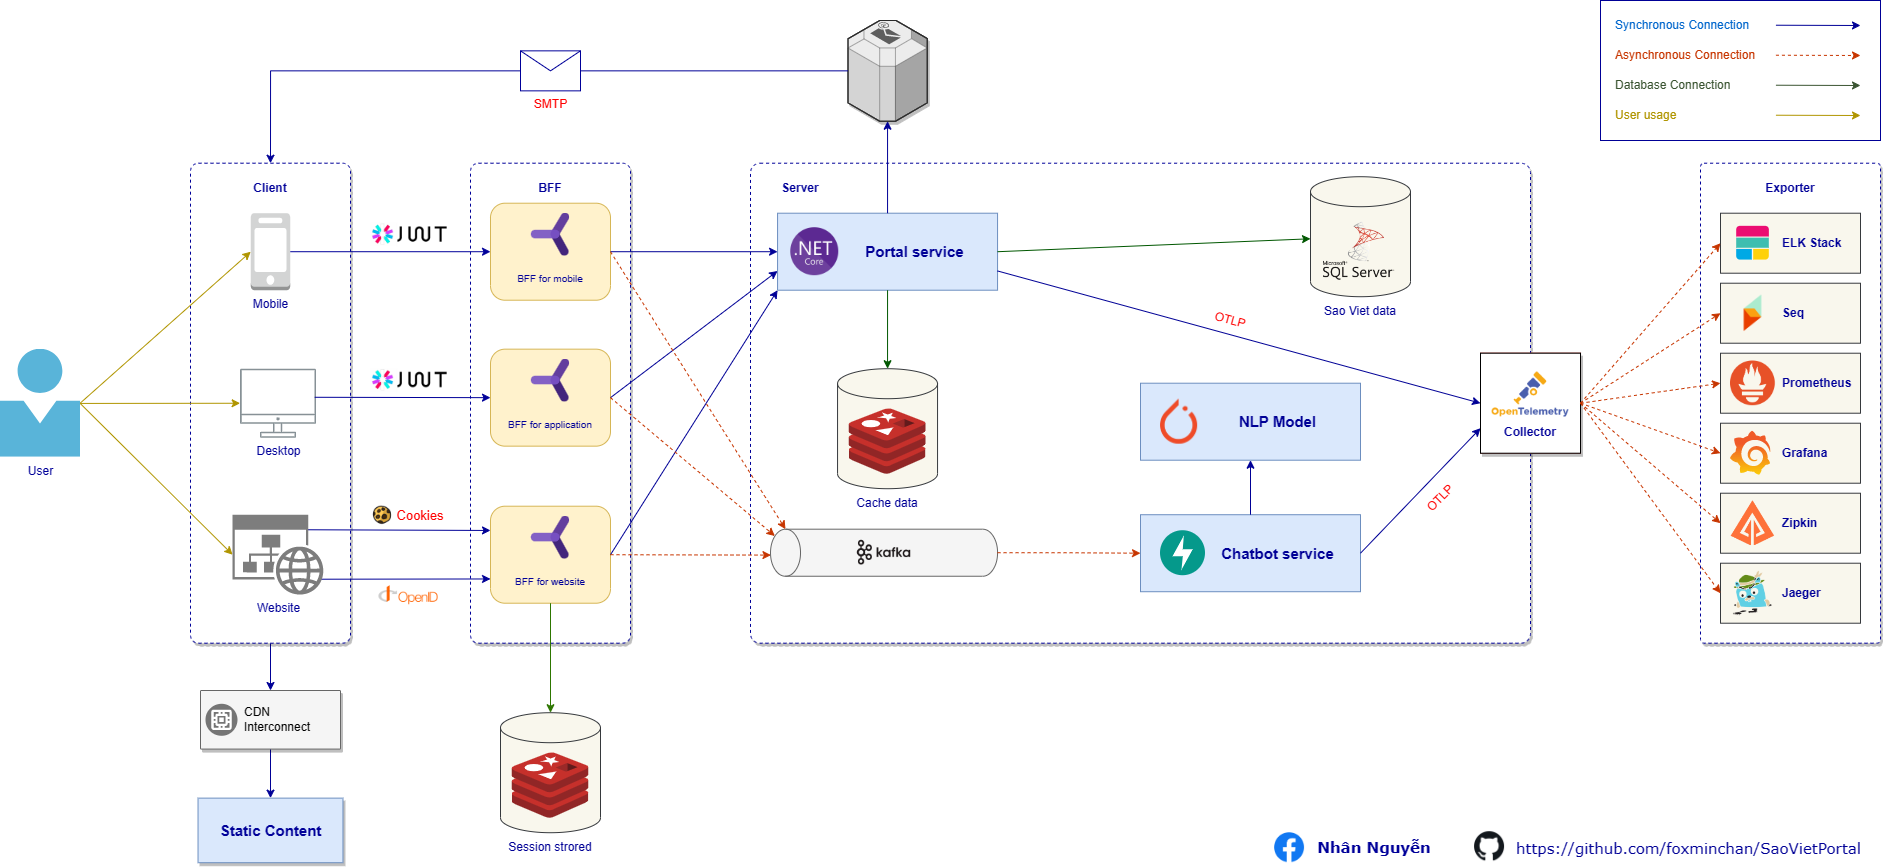 Synchronous Connection
Asynchronous Connection
Database Connection
User usage
SMTP
Client
BFF
Server
Exporter
Mobile
JWT
BFF for mobile
.NET
Core
Portal service
Microsoft
SQL Server
Sao Viet data
ELK Stack
Seq
OTLP
Prometheus
User
Desktop
JWT
BFF for application
Cache data
NLP Model
OpenTelemetry
Collector
Grafana
Cookies
OpenID
Website
BFF for website
kafka
Chatbot service
OTLP
Zipkin
Jaeger
CDN
Interconnect
Static Content
Session strored
Nhân Nguyễn
https://github.com/foxminchan/SaoVietPortal